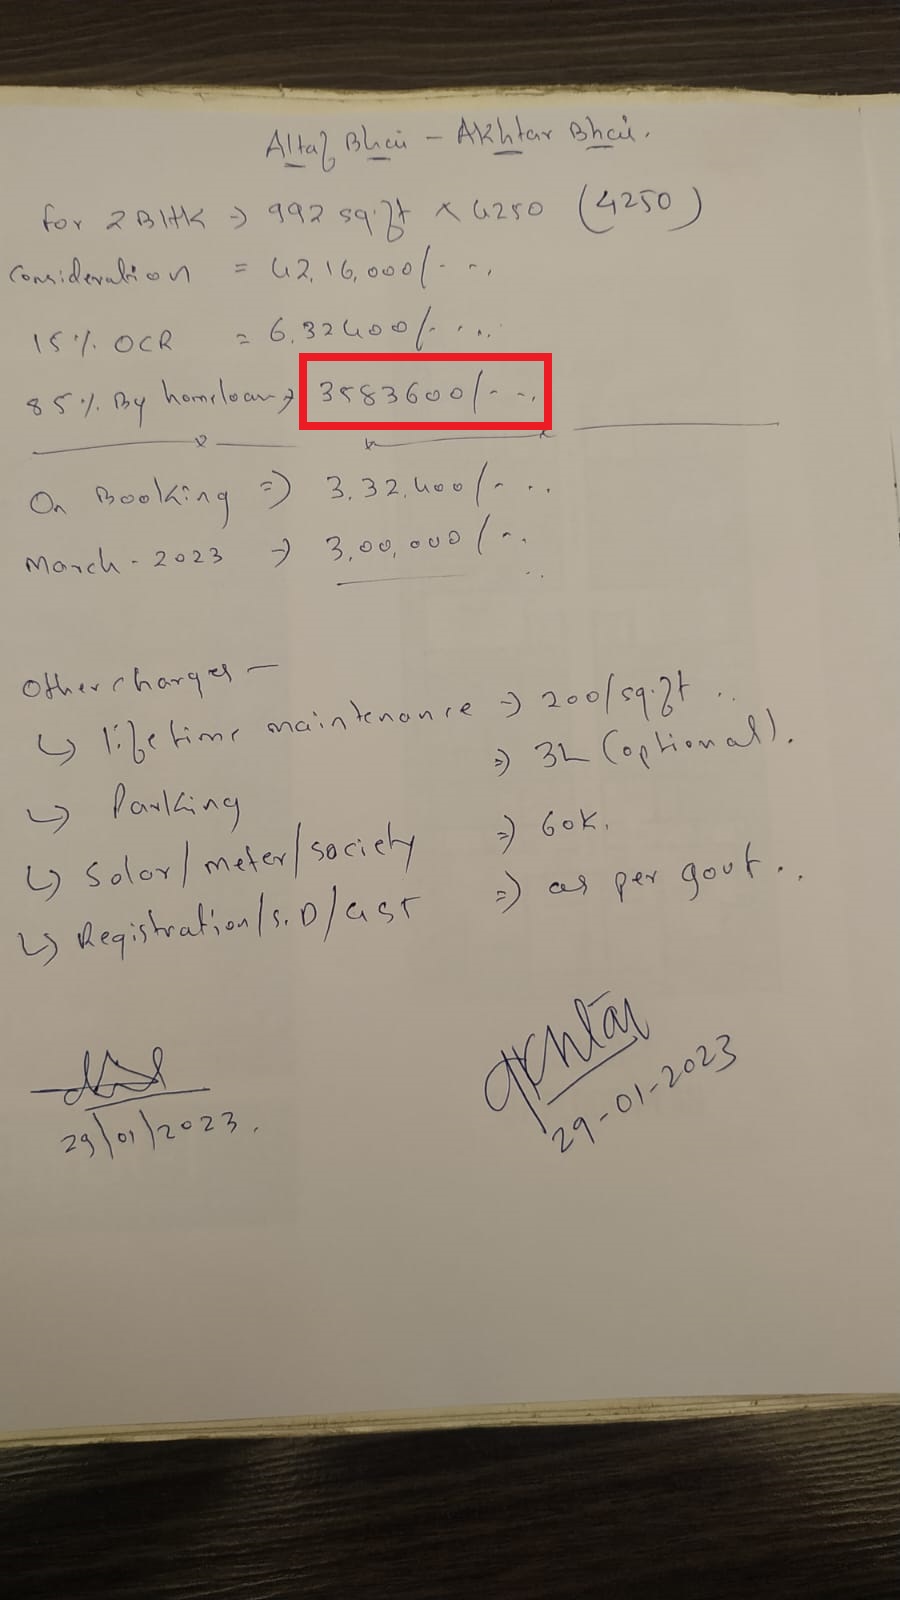 Altaf Bhai - Akhtar Bhai.
for 2BHK → 992 sq.ft x 4250 (4250)
Consideration = 42,16,000/- ...
15% OCR = 6,32400/- ...
85% By homeloan → 3583600/- ...
On Booking ⇒ 3,32,400/- ...
March - 2023 → 3,00,000/- ..
Other charges -
↳ lifetime maintenance ⇒ 200/sq.ft ..
↳ Parking ⇒ 3L (optional).
↳ Solar/meter/society ⇒ 60k.
↳ Registration/S.D/GST ⇒ as per govt...
Akhtar
29/01/2023.
29-01-2023